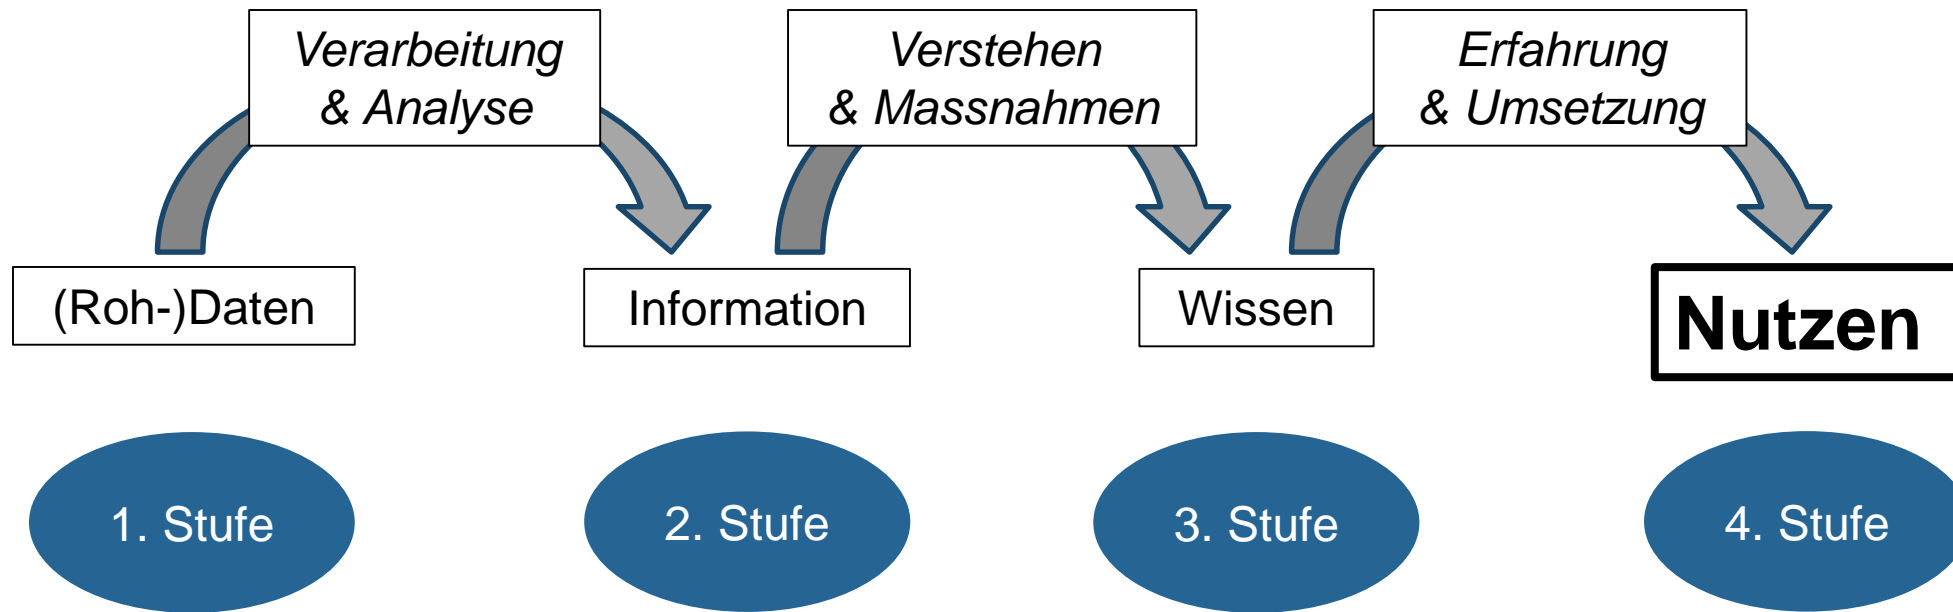 Verarbeitung
& Analyse
Verstehen
& Massnahmen
Erfahrung
& Umsetzung
(Roh-)Daten
Information
Wissen
Nutzen
1. Stufe
2. Stufe
3. Stufe
4. Stufe